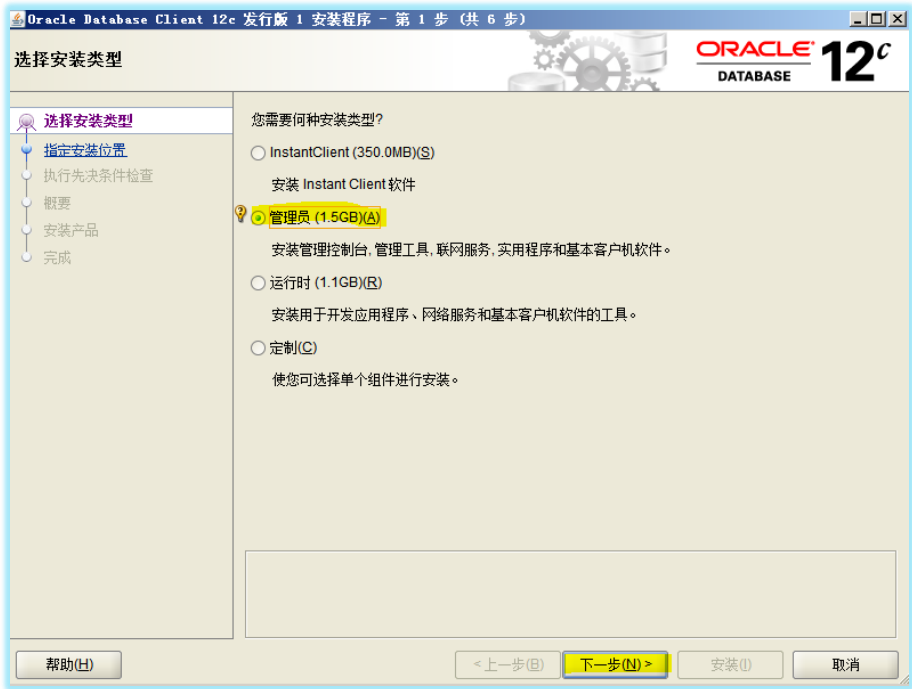 Oracle Database Client 12c 发行版 1 安装程序 - 第 1 步 (共 6 步)
选择安装类型
ORACLE
DATABASE
12c
选择安装类型
指定安装位置
执行先决条件检查
概要
安装产品
完成
您需要何种安装类型?
InstantClient (350.0MB)(S)
安装 Instant Client 软件
管理员 (1.5GB)(A)
安装管理控制台, 管理工具, 联网服务, 实用程序和基本客户机软件。
运行时 (1.1GB)(R)
安装用于开发应用程序、网络服务和基本客户机软件的工具。
定制(C)
使您可选择单个组件进行安装。
帮助(H)
<上一步(B)
下一步(N) >
安装(I)
取消